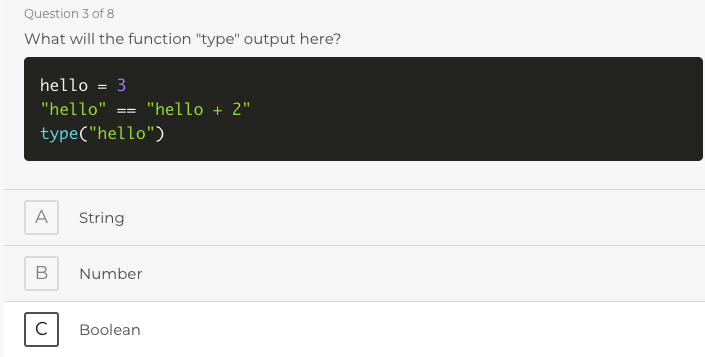 Question 3 of 8
What will the function "type" output here?
hello = 3
"hello" == "hello + 2"
type("hello")
A String
B Number
C Boolean